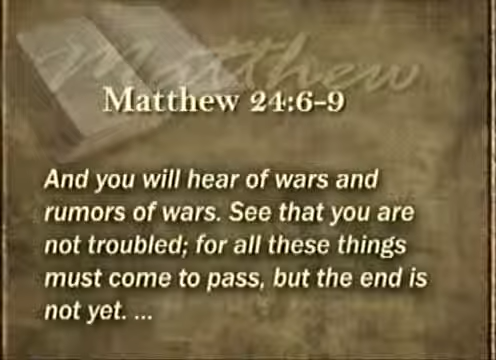 Matthew
Matthew 24:6-9
And you will hear of wars and
rumors of wars. See that you are
not troubled; for all these things
must come to pass, but the end is
not yet. ...